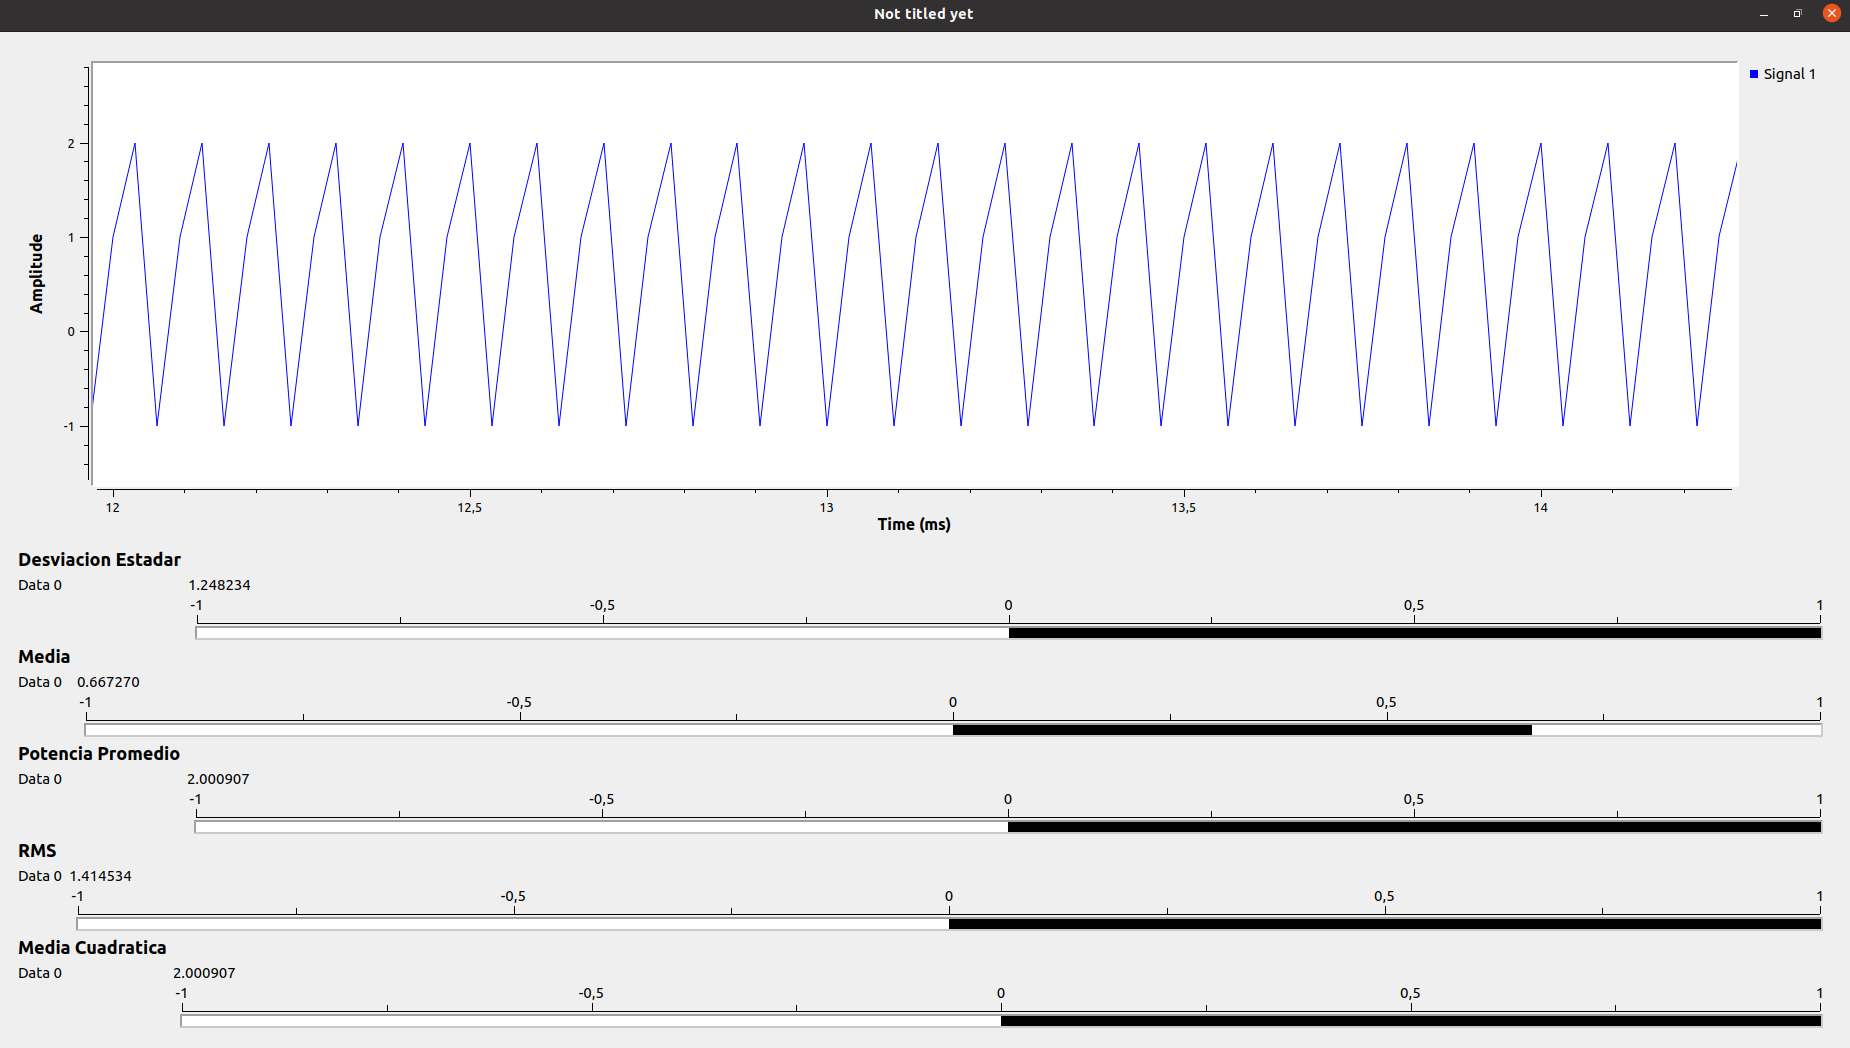 Not titled yet
Signal 1
Amplitude
2
1
0
-1
12 12,5 13 13,5 14
Time (ms)
Desviacion Estadar
Data 0 1.248234
-1 -0,5 0 0,5 1
Media
Data 0 0.667270
-1 -0,5 0 0,5 1
Potencia Promedio
Data 0 2.000907
-1 -0,5 0 0,5 1
RMS
Data 0 1.414534
-1 -0,5 0 0,5 1
Media Cuadratica
Data 0 2.000907
-1 -0,5 0 0,5 1